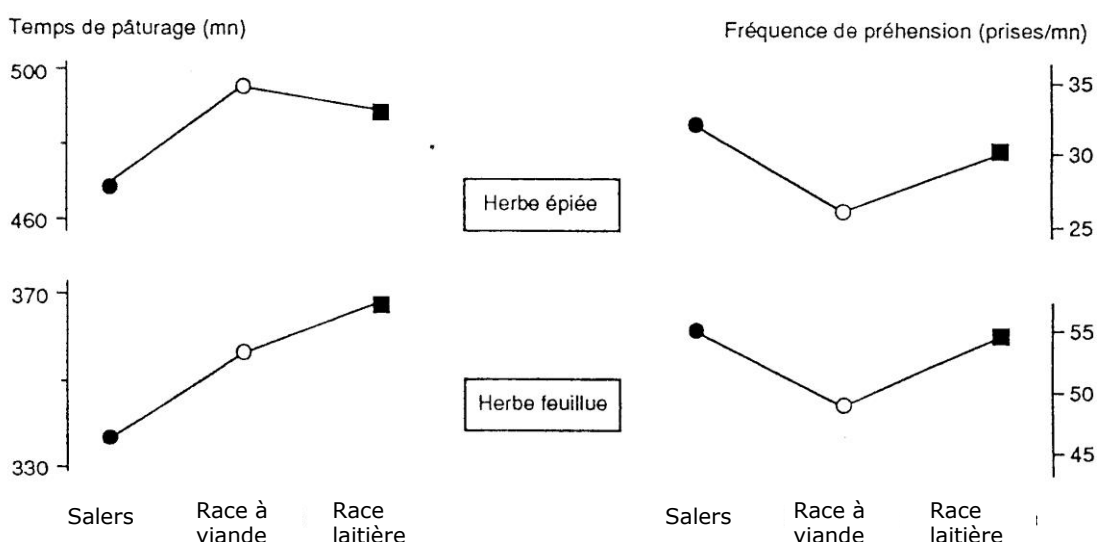 Temps de pâturage (mn)
Fréquence de préhension (prises/mn)
500
460
Herbe épiée
35
30
25
370
330
Herbe feuillue
55
50
45
Salers
Race à
viande
Race
laitière
Salers
Race à
viande
Race
laitière